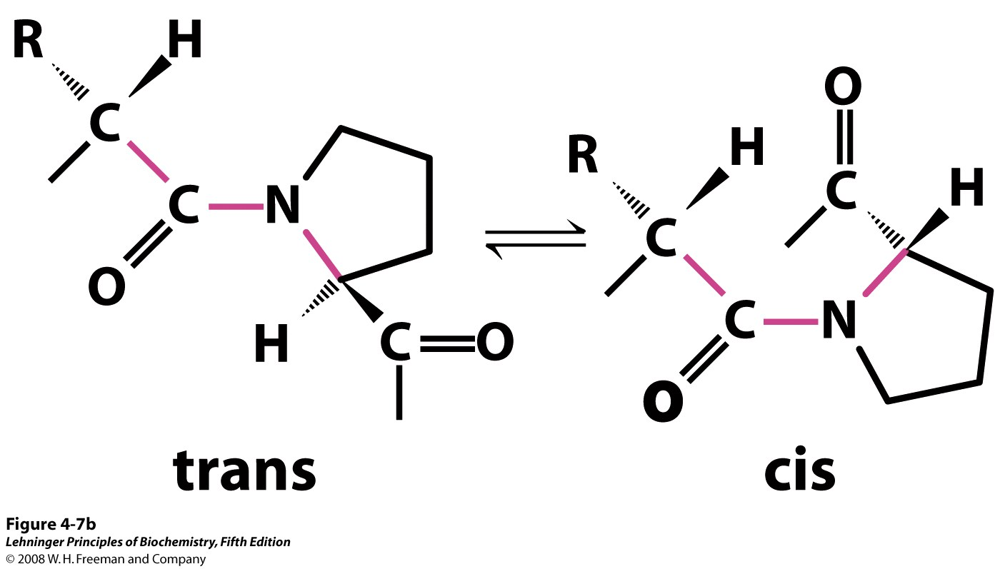 R H
C
C N
O
H C O
trans
O
R H
C H
C
C N
O
cis
Figure 4-7b
Lehninger Principles of Biochemistry, Fifth Edition
© 2008 W. H. Freeman and Company